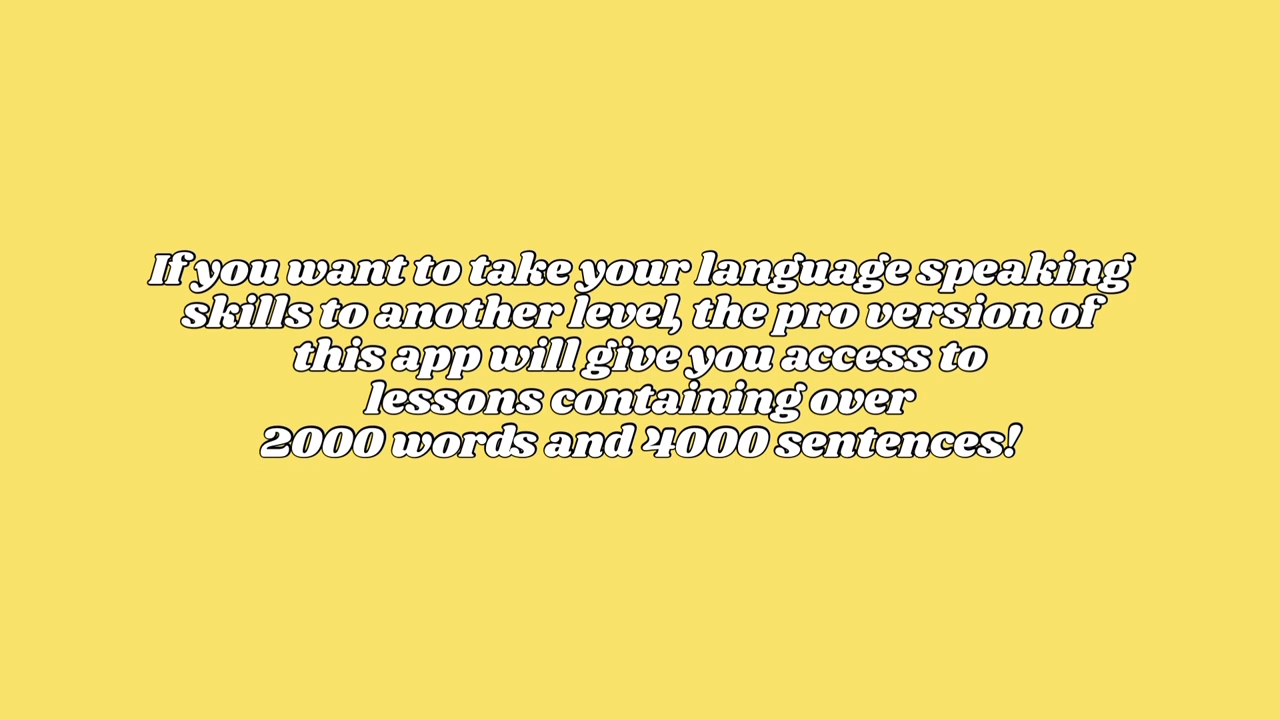 If you want to take your language speaking
skills to another level, the pro version of
this app will give you access to
lessons containing over
2000 words and 4000 sentences!